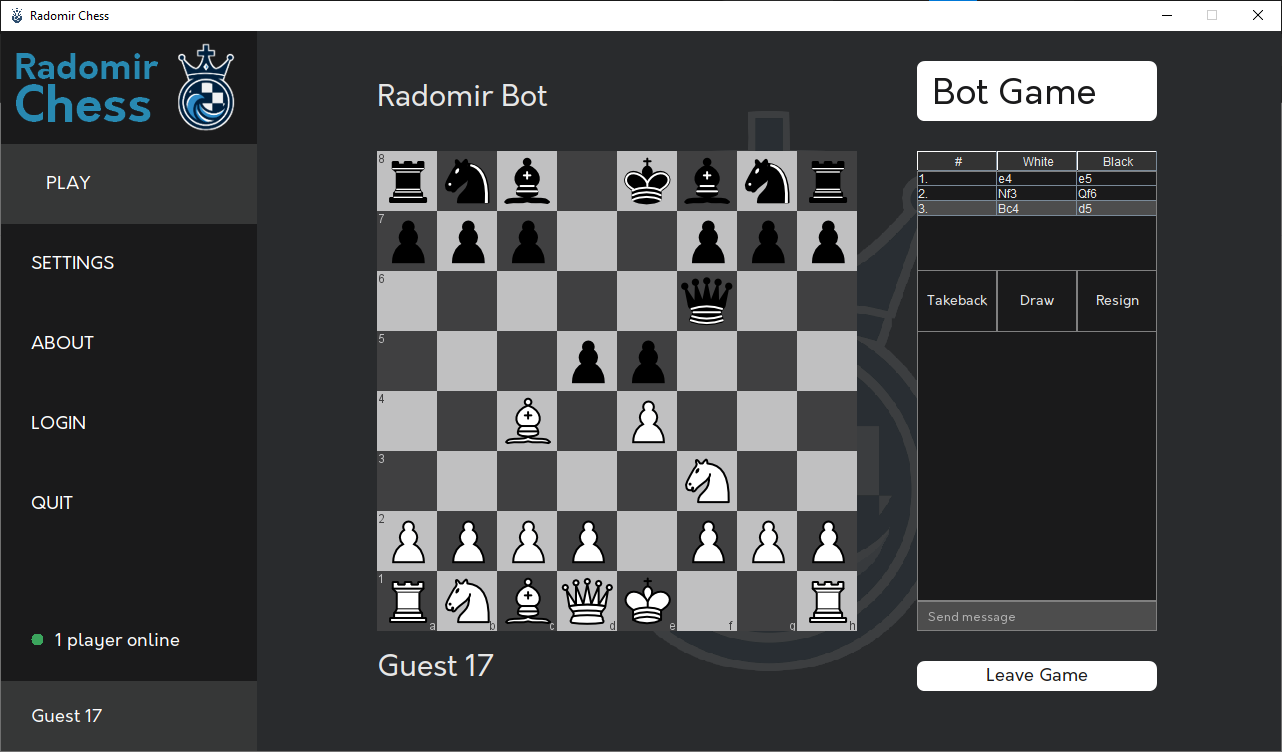 Radomir Chess
Radomir
Chess
PLAY
SETTINGS
ABOUT
LOGIN
QUIT
1 player online
Guest 17
Radomir Bot
8
7
6
5
4
3
2
1
a b c d e f g h
Guest 17
Bot Game
# White Black
1. e4 e5
2. Nf3 Qf6
3. Bc4 d5
Takeback Draw Resign
Send message
Leave Game